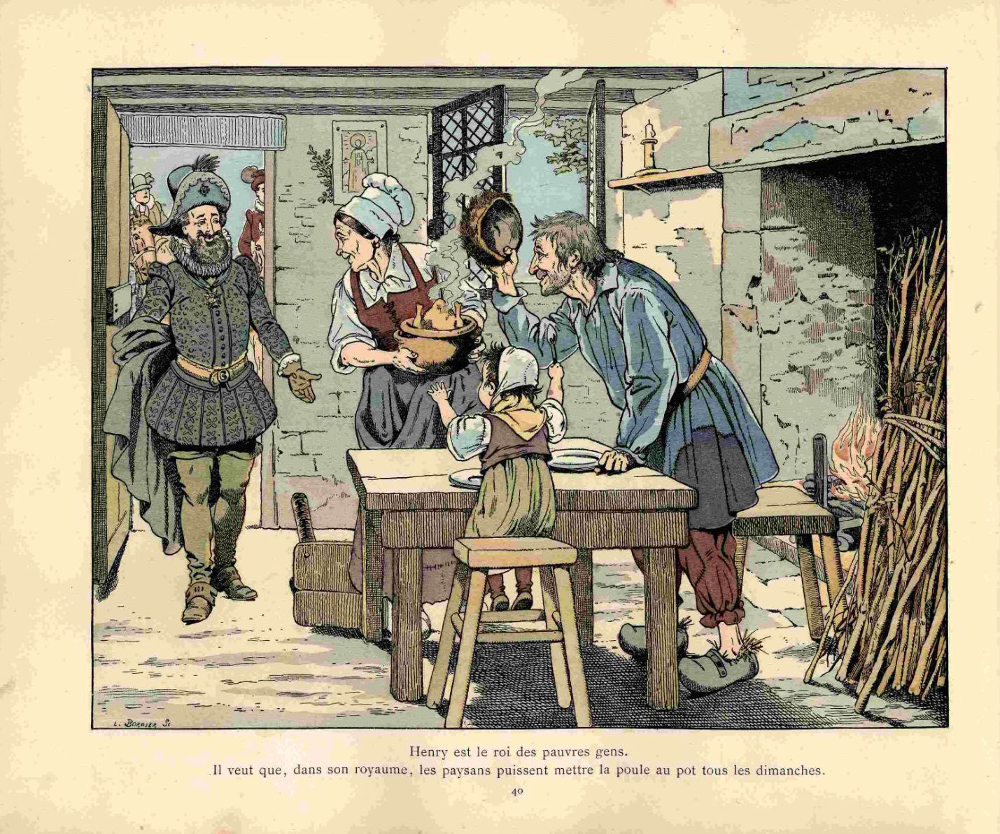 L. BORDIER Sc
Henry est le roi des pauvres gens.
Il veut que, dans son royaume, les paysans puissent mettre la poule au pot tous les dimanches.
40